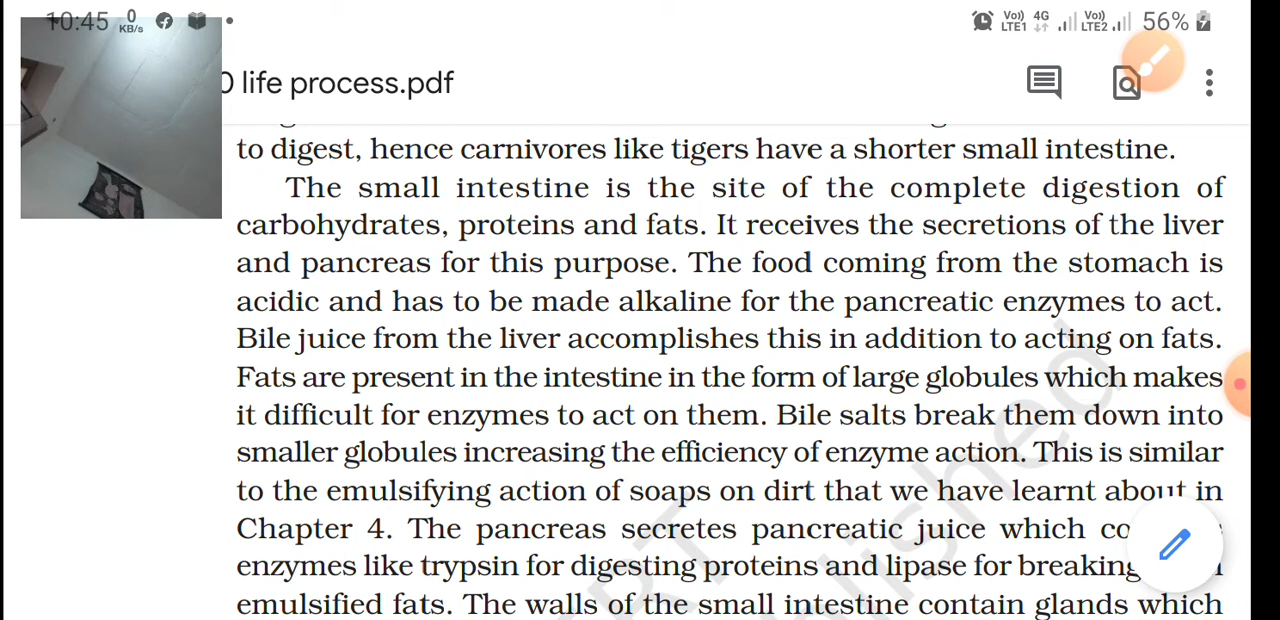 10:45 0 KB/s Vo)) LTE1 4G Vo)) LTE2 56%
0 life process.pdf
to digest, hence carnivores like tigers have a shorter small intestine.
The small intestine is the site of the complete digestion of
carbohydrates, proteins and fats. It receives the secretions of the liver
and pancreas for this purpose. The food coming from the stomach is
acidic and has to be made alkaline for the pancreatic enzymes to act.
Bile juice from the liver accomplishes this in addition to acting on fats.
Fats are present in the intestine in the form of large globules which makes
it difficult for enzymes to act on them. Bile salts break them down into
smaller globules increasing the efficiency of enzyme action. This is similar
to the emulsifying action of soaps on dirt that we have learnt about in
Chapter 4. The pancreas secretes pancreatic juice which
enzymes like trypsin for digesting proteins and lipase for breaking
emulsified fats. The walls of the small intestine contain glands which